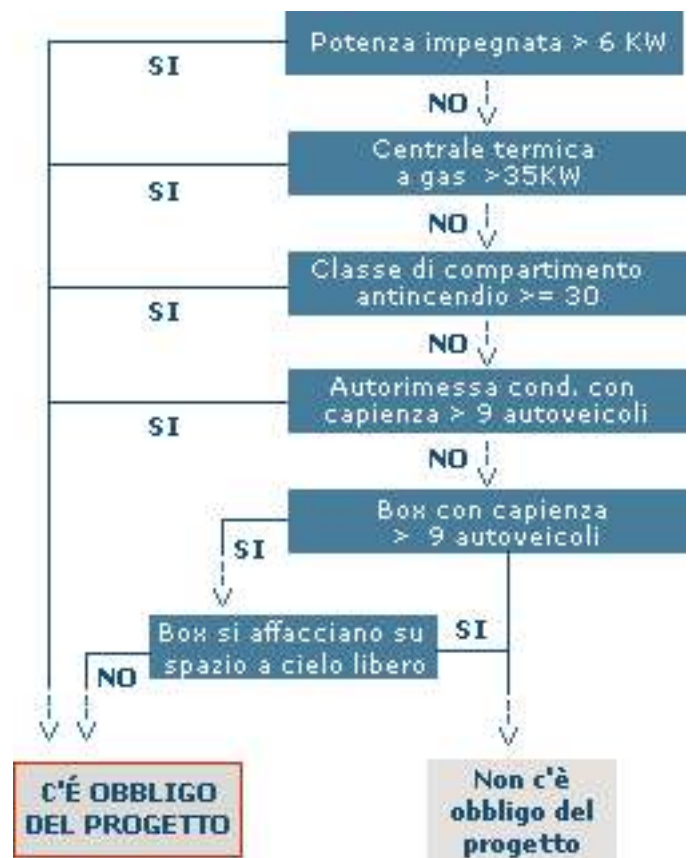 Potenza impegnata > 6 KW
SI
NO
Centrale termica
a gas >35KW
SI
NO
Classe di compartimento
antincendio >= 30
SI
NO
Autorimessa cond. con
capienza > 9 autoveicoli
SI
NO
Box con capienza
> 9 autoveicoli
SI
Box si affacciano su
spazio a cielo libero
SI
NO
C'É OBBLIGO
DEL PROGETTO
Non c'è
obbligo del
progetto